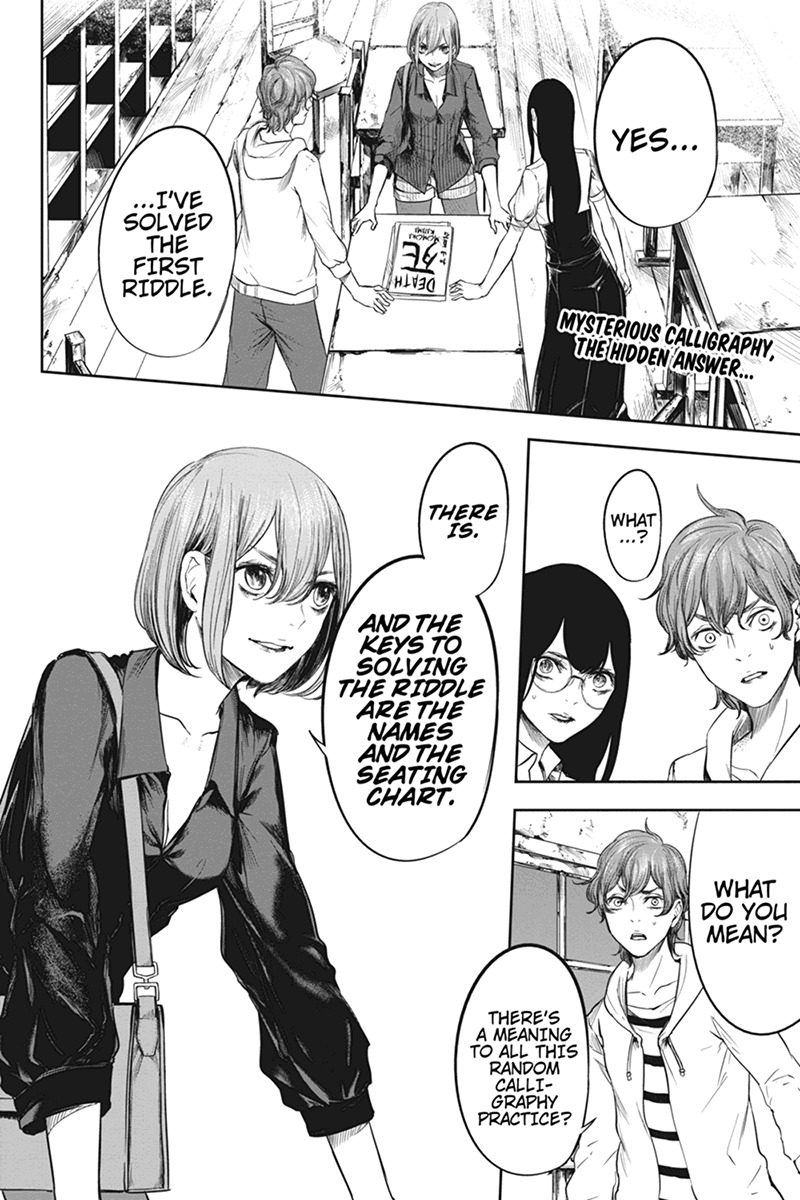 YES...
...I'VE
SOLVED
THE
FIRST
RIDDLE.
DEATH
死
MYSTERIOUS CALLIGRAPHY,
THE HIDDEN ANSWER...
WHAT
...?
WHAT
DO YOU
MEAN?
THERE'S
A MEANING
TO ALL THIS
RANDOM
CALLI-
GRAPHY
PRACTICE?
THERE
IS.
AND THE
KEYS TO
SOLVING
THE RIDDLE
ARE THE
NAMES
AND THE
SEATING
CHART.